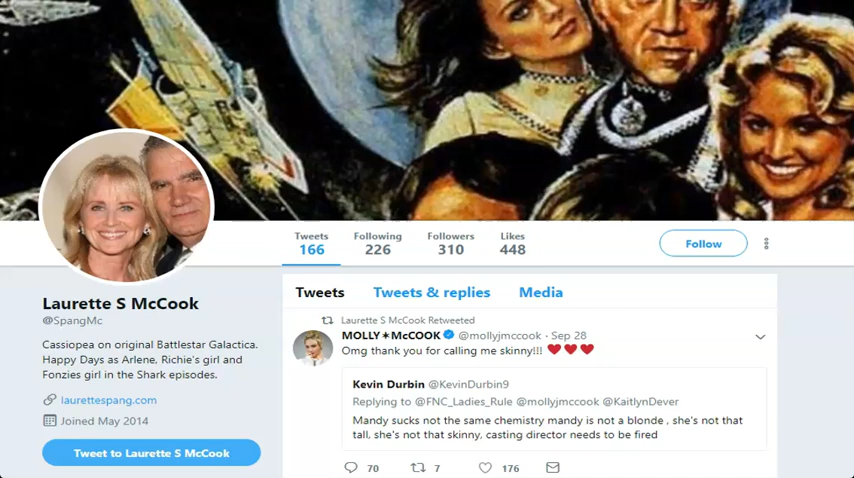 Tweets Following Followers Likes
166 226 310 448
Follow
Laurette S McCook
@SpangMc
Cassiopea on original Battlestar Galactica.
Happy Days as Arlene, Richie's girl and
Fonzies girl in the Shark episodes.
laurettespang.com
Joined May 2014
Tweet to Laurette S McCook
Tweets Tweets & replies Media
Laurette S McCook Retweeted
MOLLY✶McCOOK @mollyjmccook · Sep 28
Omg thank you for calling me skinny!!! ❤❤❤
Kevin Durbin @KevinDurbin9
Replying to @FNC_Ladies_Rule @mollyjmccook @KaitlynDever
Mandy sucks not the same chemistry mandy is not a blonde , she's not that
tall, she's not that skinny, casting director needs to be fired
70 7 176